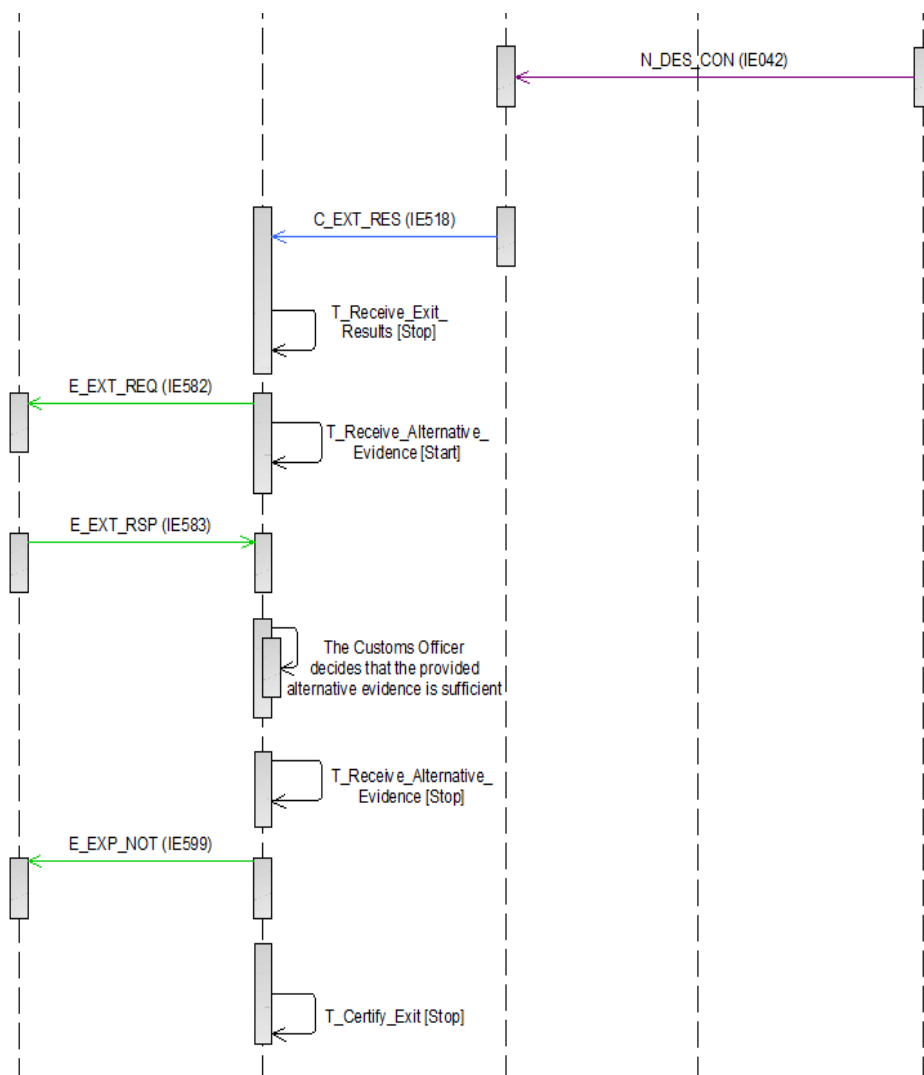 N_DES_CON (IE042)
C_EXT_RES (IE518)
T_Receive_Exit_
Results [Stop]
E_EXT_REQ (IE582)
T_Receive_Alternative_
Evidence [Start]
E_EXT_RSP (IE583)
The Customs Officer
decides that the provided
alternative evidence is sufficient
T_Receive_Alternative_
Evidence [Stop]
E_EXP_NOT (IE599)
T_Certify_Exit [Stop]